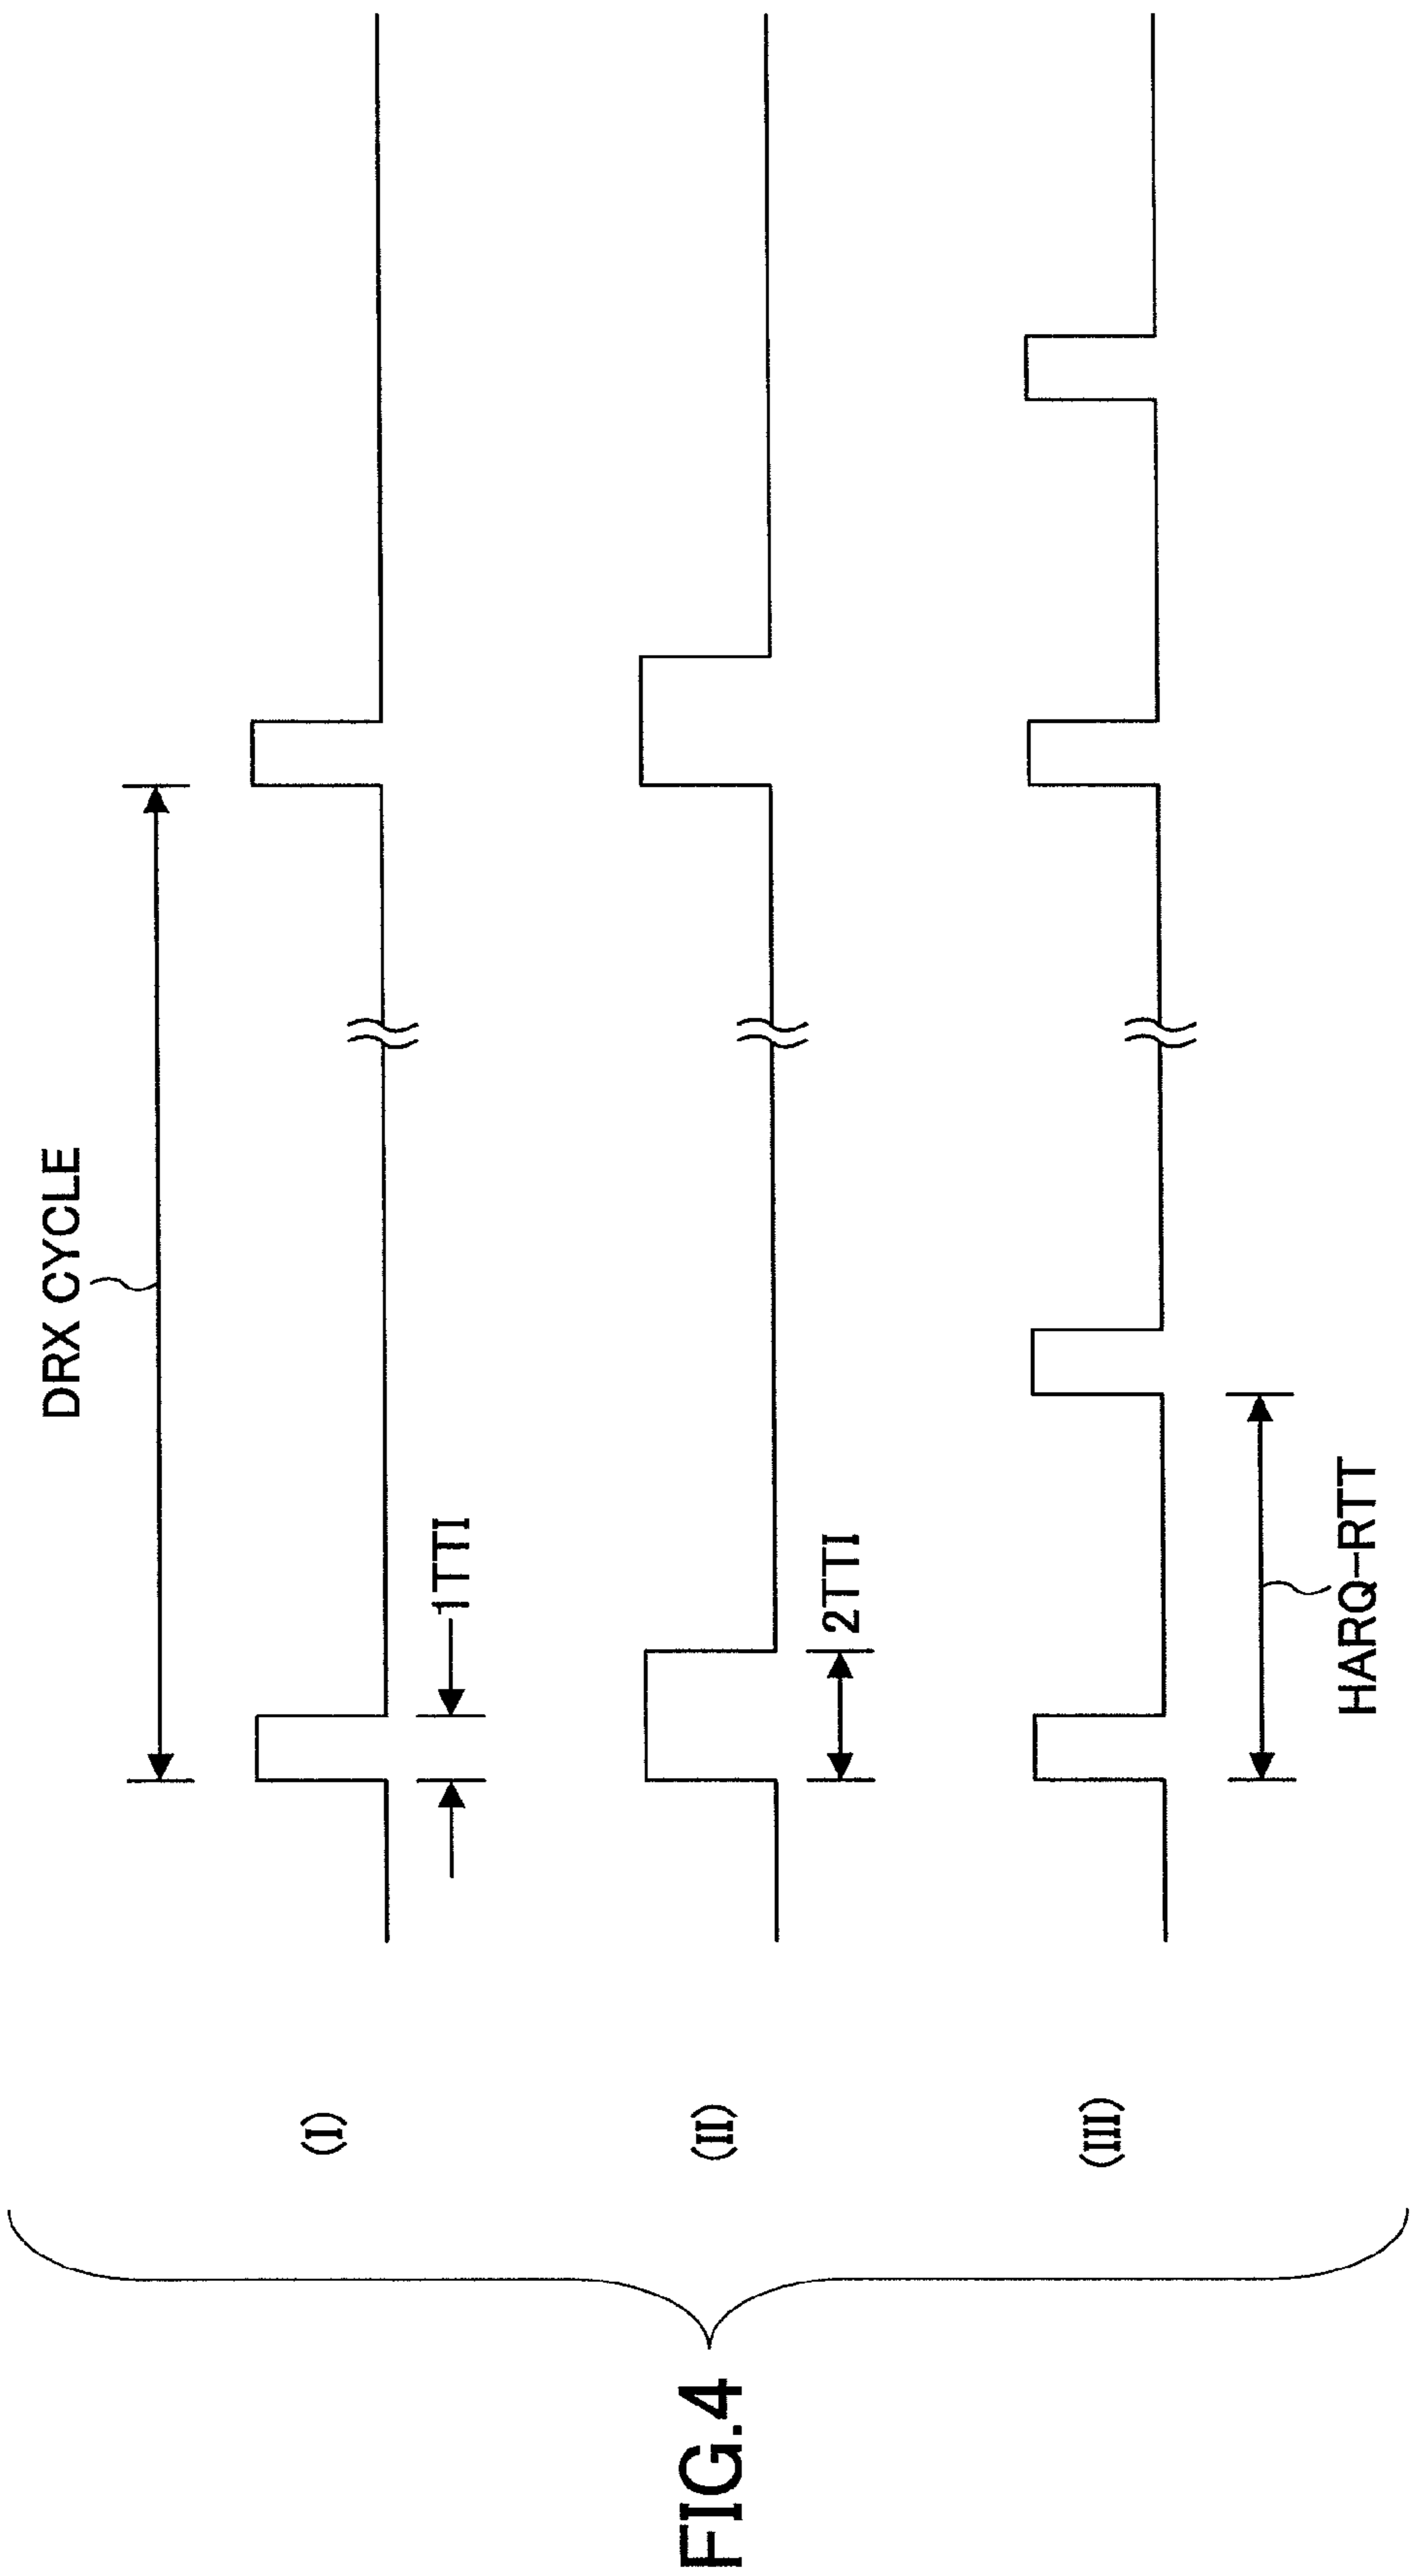 FIG.4
DRX CYCLE
(I)
1TTI
(II)
2TTI
(III)
HARQ-RTT